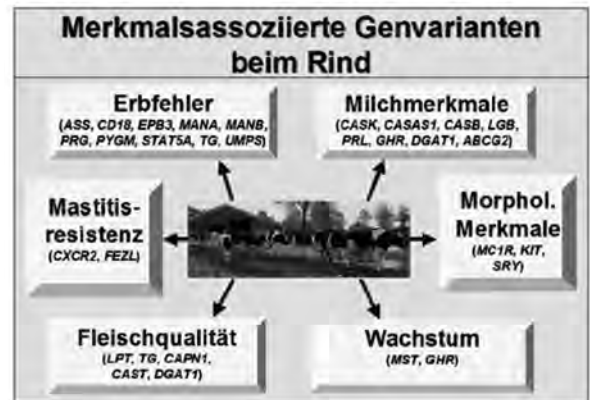 Merkmalsassoziierte Genvarianten
beim Rind
Erbfehler
(ASS, CD18, EPB3, MANA, MANB,
PRG, PYGM, STAT5A, TG, UMPS)
Milchmerkmale
(CASK, CASAS1, CASB, LGB,
PRL, GHR, DGAT1, ABCG2)
Mastitis-
resistenz
(CXCR2, FEZL)
Morphol.
Merkmale
(MC1R, KIT,
SRY)
Fleischqualität
(LPT, TG, CAPN1,
CAST, DGAT1)
Wachstum
(MST, GHR)